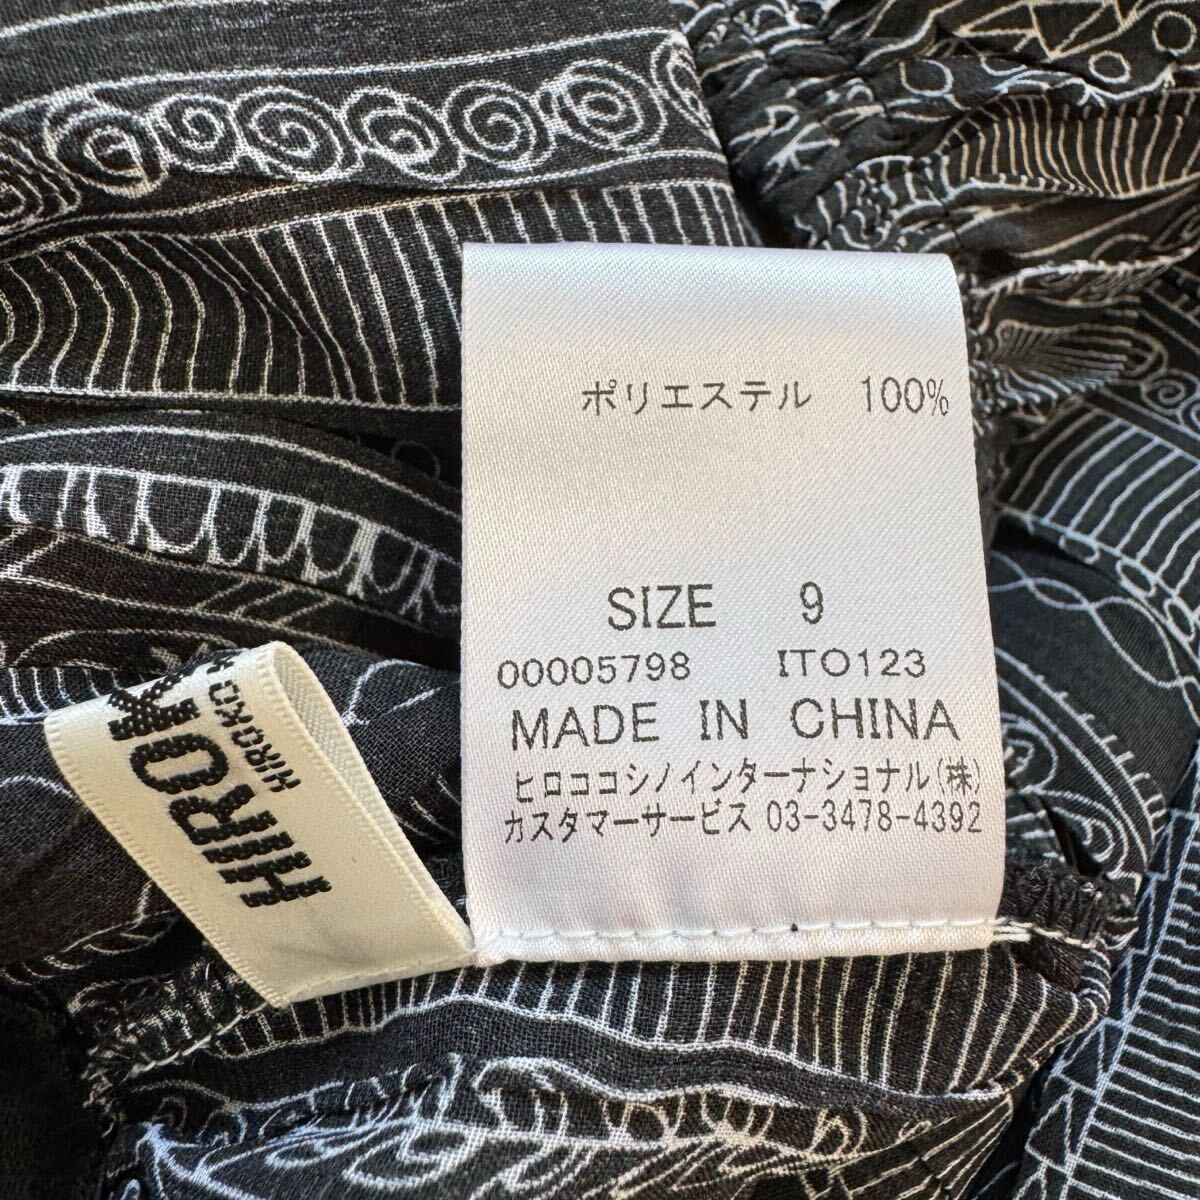 ポリエステル 100%
SIZE 9
00005798 ITO123
MADE IN CHINA
ヒロココシノインターナショナル(株)
カスタマーサービス 03-3478-4392
HIROK
HIROKO